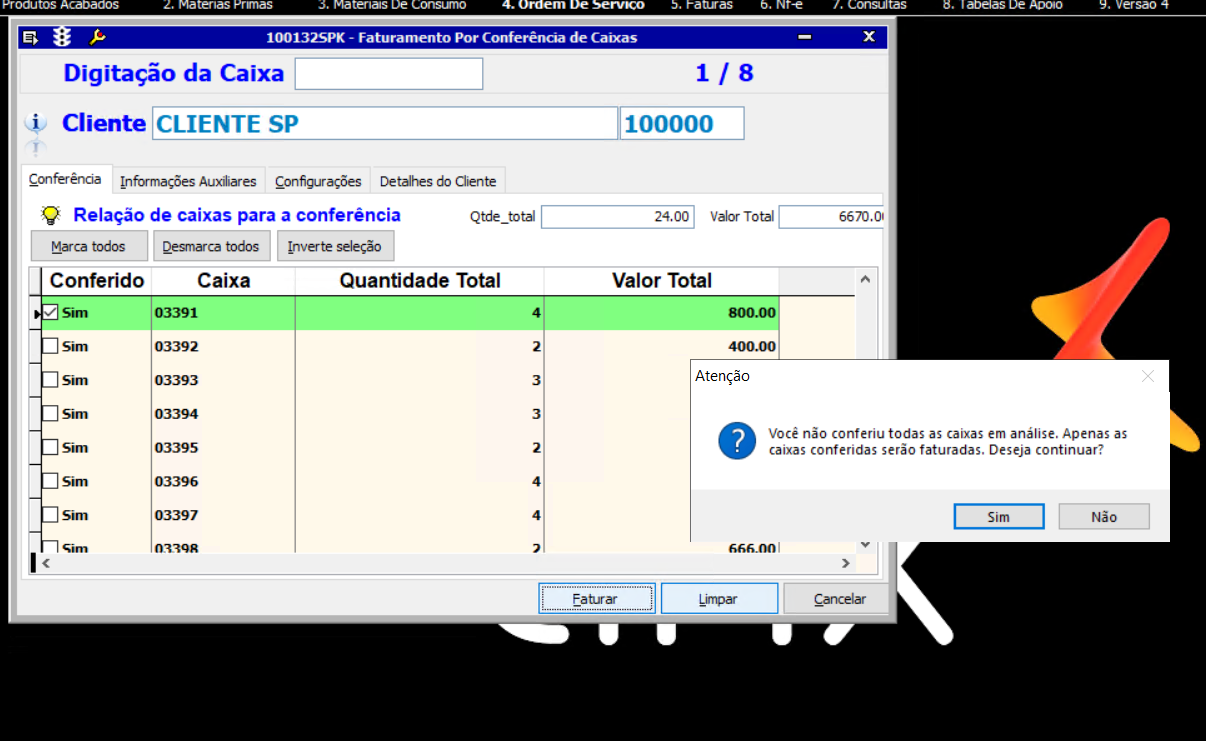 Produtos Acabados 2. Materias Primas 3. Materiais De Consumo 4. Ordem De Serviço 5. Faturas 6. Nf-e 7. Consultas 8. Tabelas De Apoio 9. Versão 4
100132SPK - Faturamento Por Conferência de Caixas X
Digitação da Caixa 1 / 8
Cliente CLIENTE SP 100000
Conferência Informações Auxiliares Configurações Detalhes do Cliente
Relação de caixas para a conferência Qtde_total 24.00 Valor Total 6670.00
Marca todos Desmarca todos Inverte seleção
Conferido Caixa Quantidade Total Valor Total
Sim 03391 4 800.00
Sim 03392 2 400.00
Sim 03393 3
Sim 03394 3
Sim 03395 2
Sim 03396 4
Sim 03397 4
Sim 03398 2 666.00
Atenção
Você não conferiu todas as caixas em análise. Apenas as
caixas conferidas serão faturadas. Deseja continuar?
Sim Não
Faturar Limpar Cancelar